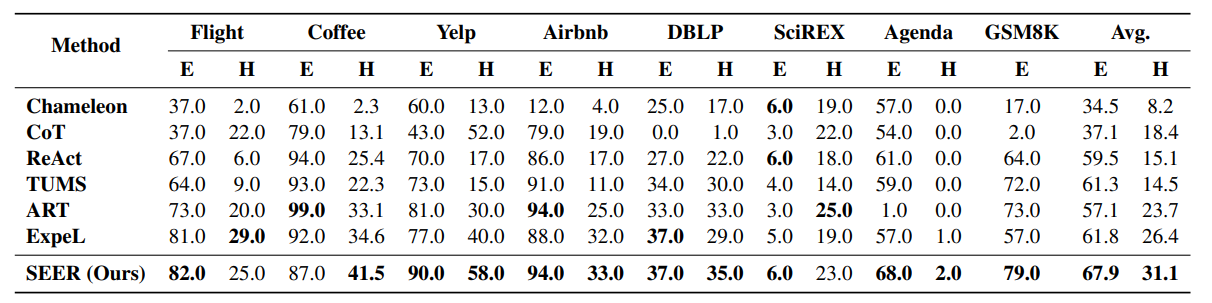 Method Flight Coffee Yelp Airbnb DBLP SciREX Agenda GSM8K Avg.
E H E H E H E H E H E H E H E E H
Chameleon 37.0 2.0 61.0 2.3 60.0 13.0 12.0 4.0 25.0 17.0 6.0 19.0 57.0 0.0 17.0 34.5 8.2
CoT 37.0 22.0 79.0 13.1 43.0 52.0 79.0 19.0 0.0 1.0 3.0 22.0 54.0 0.0 2.0 37.1 18.4
ReAct 67.0 6.0 94.0 25.4 70.0 17.0 86.0 17.0 27.0 22.0 6.0 18.0 61.0 0.0 64.0 59.5 15.1
TUMS 64.0 9.0 93.0 22.3 73.0 15.0 91.0 11.0 34.0 30.0 4.0 14.0 59.0 0.0 72.0 61.3 14.5
ART 73.0 20.0 99.0 33.1 81.0 30.0 94.0 25.0 33.0 33.0 3.0 25.0 1.0 0.0 73.0 57.1 23.7
ExpeL 81.0 29.0 92.0 34.6 77.0 40.0 88.0 32.0 37.0 29.0 5.0 19.0 57.0 1.0 57.0 61.8 26.4
SEER (Ours) 82.0 25.0 87.0 41.5 90.0 58.0 94.0 33.0 37.0 35.0 6.0 23.0 68.0 2.0 79.0 67.9 31.1